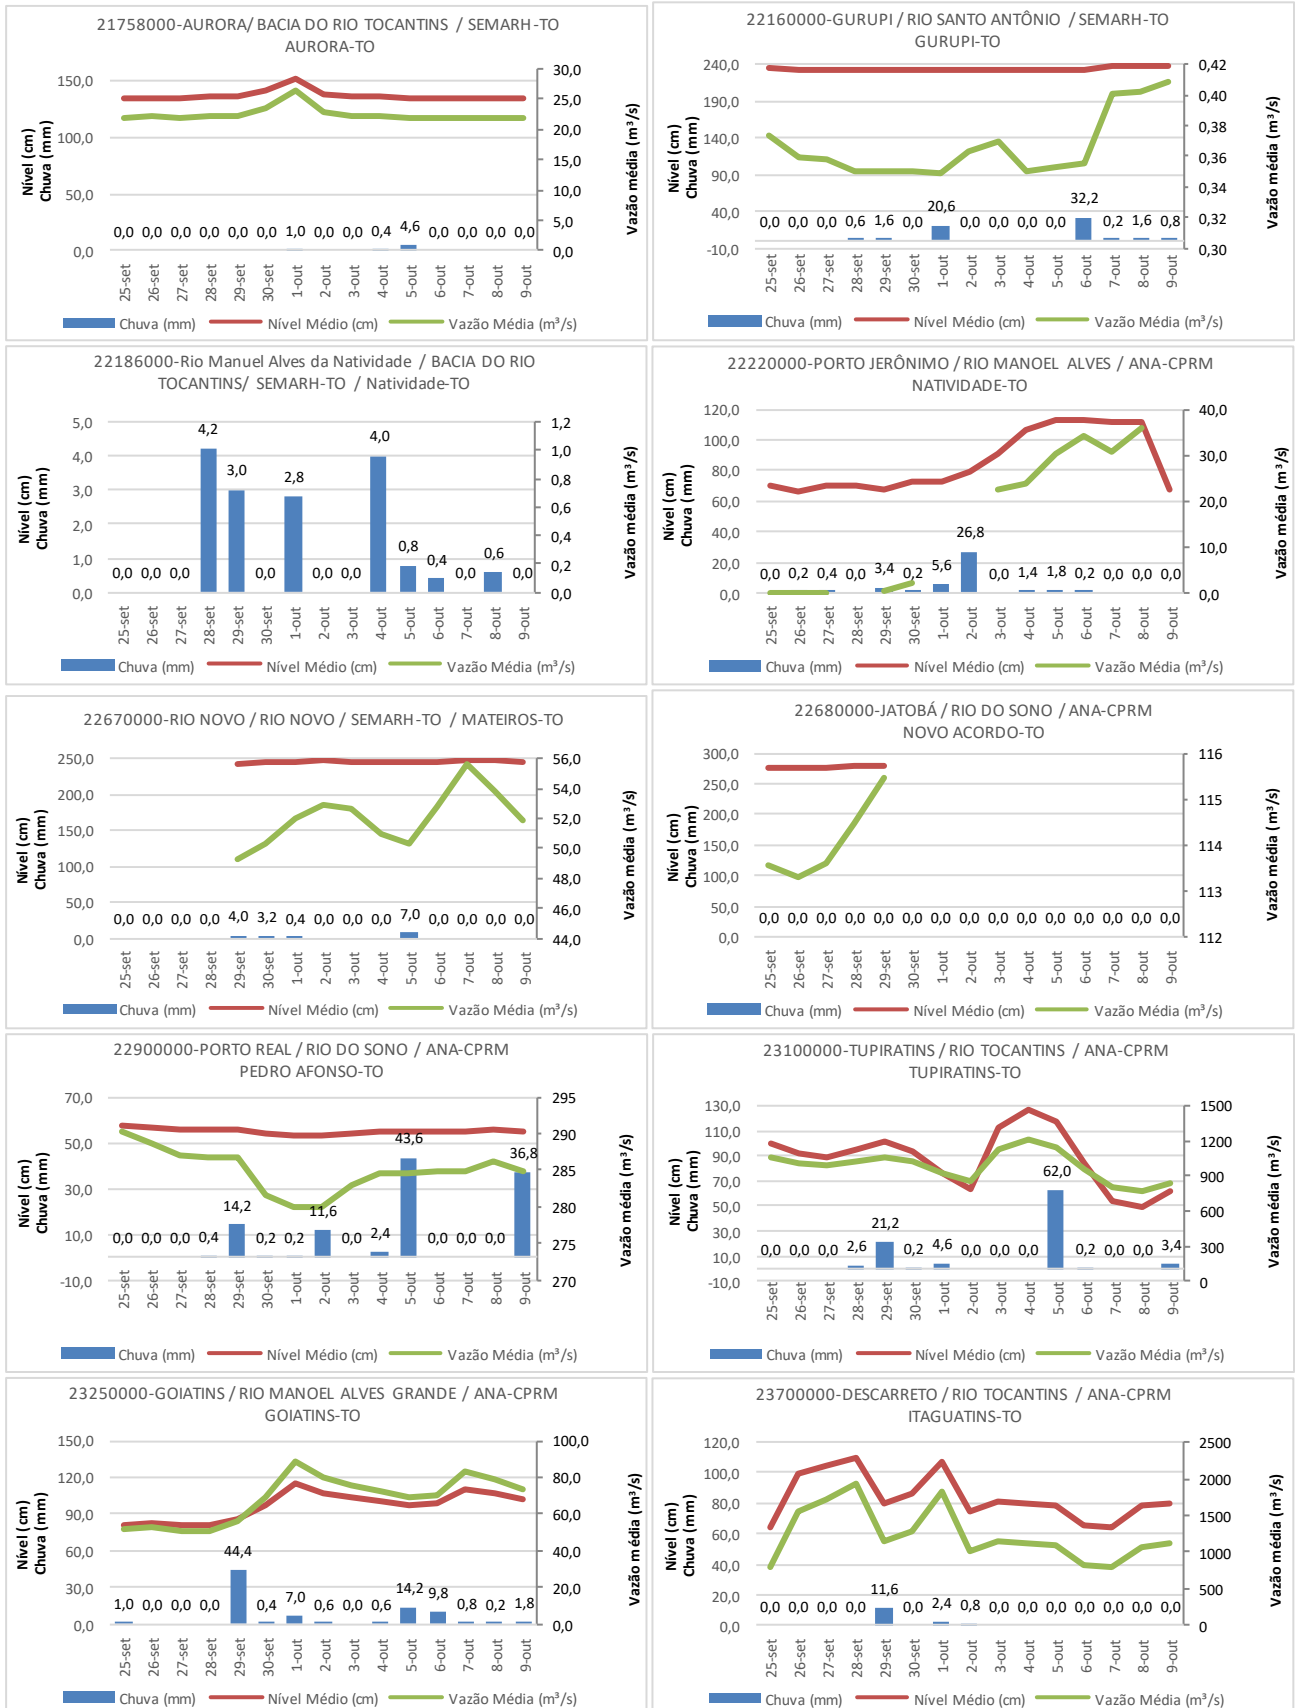 21758000-AURORA/ BACIA DO RIO TOCANTINS / SEMARH-TO
AURORA-TO
150,0
100,0
50,0
0,0
Nível (cm)
Chuva (mm)
30,0
25,0
20,0
15,0
10,0
5,0
0,0
Vazão média (m³/s)
0,0 0,0 0,0 0,0 0,0 0,0 1,0 0,0 0,0 0,4 4,6 0,0 0,0 0,0 0,0
25-set 26-set 27-set 28-set 29-set 30-set 1-out 2-out 3-out 4-out 5-out 6-out 7-out 8-out 9-out
Chuva (mm) Nível Médio (cm) Vazão Média (m³/s)
22160000-GURUPI / RIO SANTO ANTÔNIO / SEMARH-TO
GURUPI-TO
240,0
190,0
140,0
90,0
40,0
-10,0
Nível (cm)
Chuva (mm)
0,42
0,40
0,38
0,36
0,34
0,32
0,30
Vazão média (m³/s)
0,0 0,0 0,0 0,6 1,6 0,0 20,6 0,0 0,0 0,0 0,0 32,2 0,2 1,6 0,8
25-set 26-set 27-set 28-set 29-set 30-set 1-out 2-out 3-out 4-out 5-out 6-out 7-out 8-out 9-out
Chuva (mm) Nível Médio (cm) Vazão Média (m³/s)
22186000-Rio Manuel Alves da Natividade / BACIA DO RIO
TOCANTINS/ SEMARH-TO / Natividade-TO
5,0
4,0
3,0
2,0
1,0
0,0
Nível (cm)
Chuva (mm)
1,2
1,0
0,8
0,6
0,4
0,2
0,0
Vazão média (m³/s)
0,0 0,0 0,0 4,2 3,0 0,0 2,8 0,0 0,0 4,0 0,8 0,4 0,0 0,6 0,0
25-set 26-set 27-set 28-set 29-set 30-set 1-out 2-out 3-out 4-out 5-out 6-out 7-out 8-out 9-out
Chuva (mm) Nível Médio (cm) Vazão Média (m³/s)
22220000-PORTO JERÔNIMO / RIO MANOEL ALVES / ANA-CPRM
NATIVIDADE-TO
120,0
100,0
80,0
60,0
40,0
20,0
0,0
Nível (cm)
Chuva (mm)
40,0
30,0
20,0
10,0
0,0
Vazão média (m³/s)
0,0 0,2 0,4 0,0 3,4 0,2 5,6 26,8 0,0 1,4 1,8 0,2 0,0 0,0 0,0
25-set 26-set 27-set 28-set 29-set 30-set 1-out 2-out 3-out 4-out 5-out 6-out 7-out 8-out 9-out
Chuva (mm) Nível Médio (cm) Vazão Média (m³/s)
22670000-RIO NOVO / RIO NOVO / SEMARH-TO / MATEIROS-TO
250,0
200,0
150,0
100,0
50,0
0,0
Nível (cm)
Chuva (mm)
56,0
54,0
52,0
50,0
48,0
46,0
44,0
Vazão média (m³/s)
0,0 0,0 0,0 0,0 4,0 3,2 0,4 0,0 0,0 0,0 7,0 0,0 0,0 0,0 0,0
25-set 26-set 27-set 28-set 29-set 30-set 1-out 2-out 3-out 4-out 5-out 6-out 7-out 8-out 9-out
Chuva (mm) Nível Médio (cm) Vazão Média (m³/s)
22680000-JATOBÁ / RIO DO SONO / ANA-CPRM
NOVO ACORDO-TO
300,0
250,0
200,0
150,0
100,0
50,0
0,0
Nível (cm)
Chuva (mm)
116
115
114
113
112
Vazão média (m³/s)
0,0 0,0 0,0 0,0 0,0 0,0 0,0 0,0 0,0 0,0 0,0 0,0 0,0 0,0 0,0
25-set 26-set 27-set 28-set 29-set 30-set 1-out 2-out 3-out 4-out 5-out 6-out 7-out 8-out 9-out
Chuva (mm) Nível Médio (cm) Vazão Média (m³/s)
22900000-PORTO REAL / RIO DO SONO / ANA-CPRM
PEDRO AFONSO-TO
70,0
50,0
30,0
10,0
-10,0
Nível (cm)
Chuva (mm)
295
290
285
280
275
270
Vazão média (m³/s)
0,0 0,0 0,0 0,4 14,2 0,2 0,2 11,6 0,0 2,4 43,6 0,0 0,0 0,0 36,8
25-set 26-set 27-set 28-set 29-set 30-set 1-out 2-out 3-out 4-out 5-out 6-out 7-out 8-out 9-out
Chuva (mm) Nível Médio (cm) Vazão Média (m³/s)
23100000-TUPIRATINS / RIO TOCANTINS / ANA-CPRM
TUPIRATINS-TO
130,0
110,0
90,0
70,0
50,0
30,0
10,0
-10,0
Nível (cm)
Chuva (mm)
1500
1200
900
600
300
0
Vazão média (m³/s)
0,0 0,0 0,0 2,6 21,2 0,2 4,6 0,0 0,0 0,0 62,0 0,2 0,0 0,0 3,4
25-set 26-set 27-set 28-set 29-set 30-set 1-out 2-out 3-out 4-out 5-out 6-out 7-out 8-out 9-out
Chuva (mm) Nível Médio (cm) Vazão Média (m³/s)
23250000-GOIATINS / RIO MANOEL ALVES GRANDE / ANA-CPRM
GOIATINS-TO
150,0
120,0
90,0
60,0
30,0
0,0
Nível (cm)
Chuva (mm)
100,0
80,0
60,0
40,0
20,0
0,0
Vazão média (m³/s)
1,0 0,0 0,0 0,0 44,4 0,4 7,0 0,6 0,0 0,6 14,2 9,8 0,8 0,2 1,8
25-set 26-set 27-set 28-set 29-set 30-set 1-out 2-out 3-out 4-out 5-out 6-out 7-out 8-out 9-out
Chuva (mm) Nível Médio (cm) Vazão Média (m³/s)
23700000-DESCARRETO / RIO TOCANTINS / ANA-CPRM
ITAGUATINS-TO
120,0
100,0
80,0
60,0
40,0
20,0
0,0
Nível (cm)
Chuva (mm)
2500
2000
1500
1000
500
0
Vazão média (m³/s)
0,0 0,0 0,0 0,0 11,6 0,0 2,4 0,8 0,0 0,0 0,0 0,0 0,0 0,0 0,0
25-set 26-set 27-set 28-set 29-set 30-set 1-out 2-out 3-out 4-out 5-out 6-out 7-out 8-out 9-out
Chuva (mm) Nível Médio (cm) Vazão Média (m³/s)